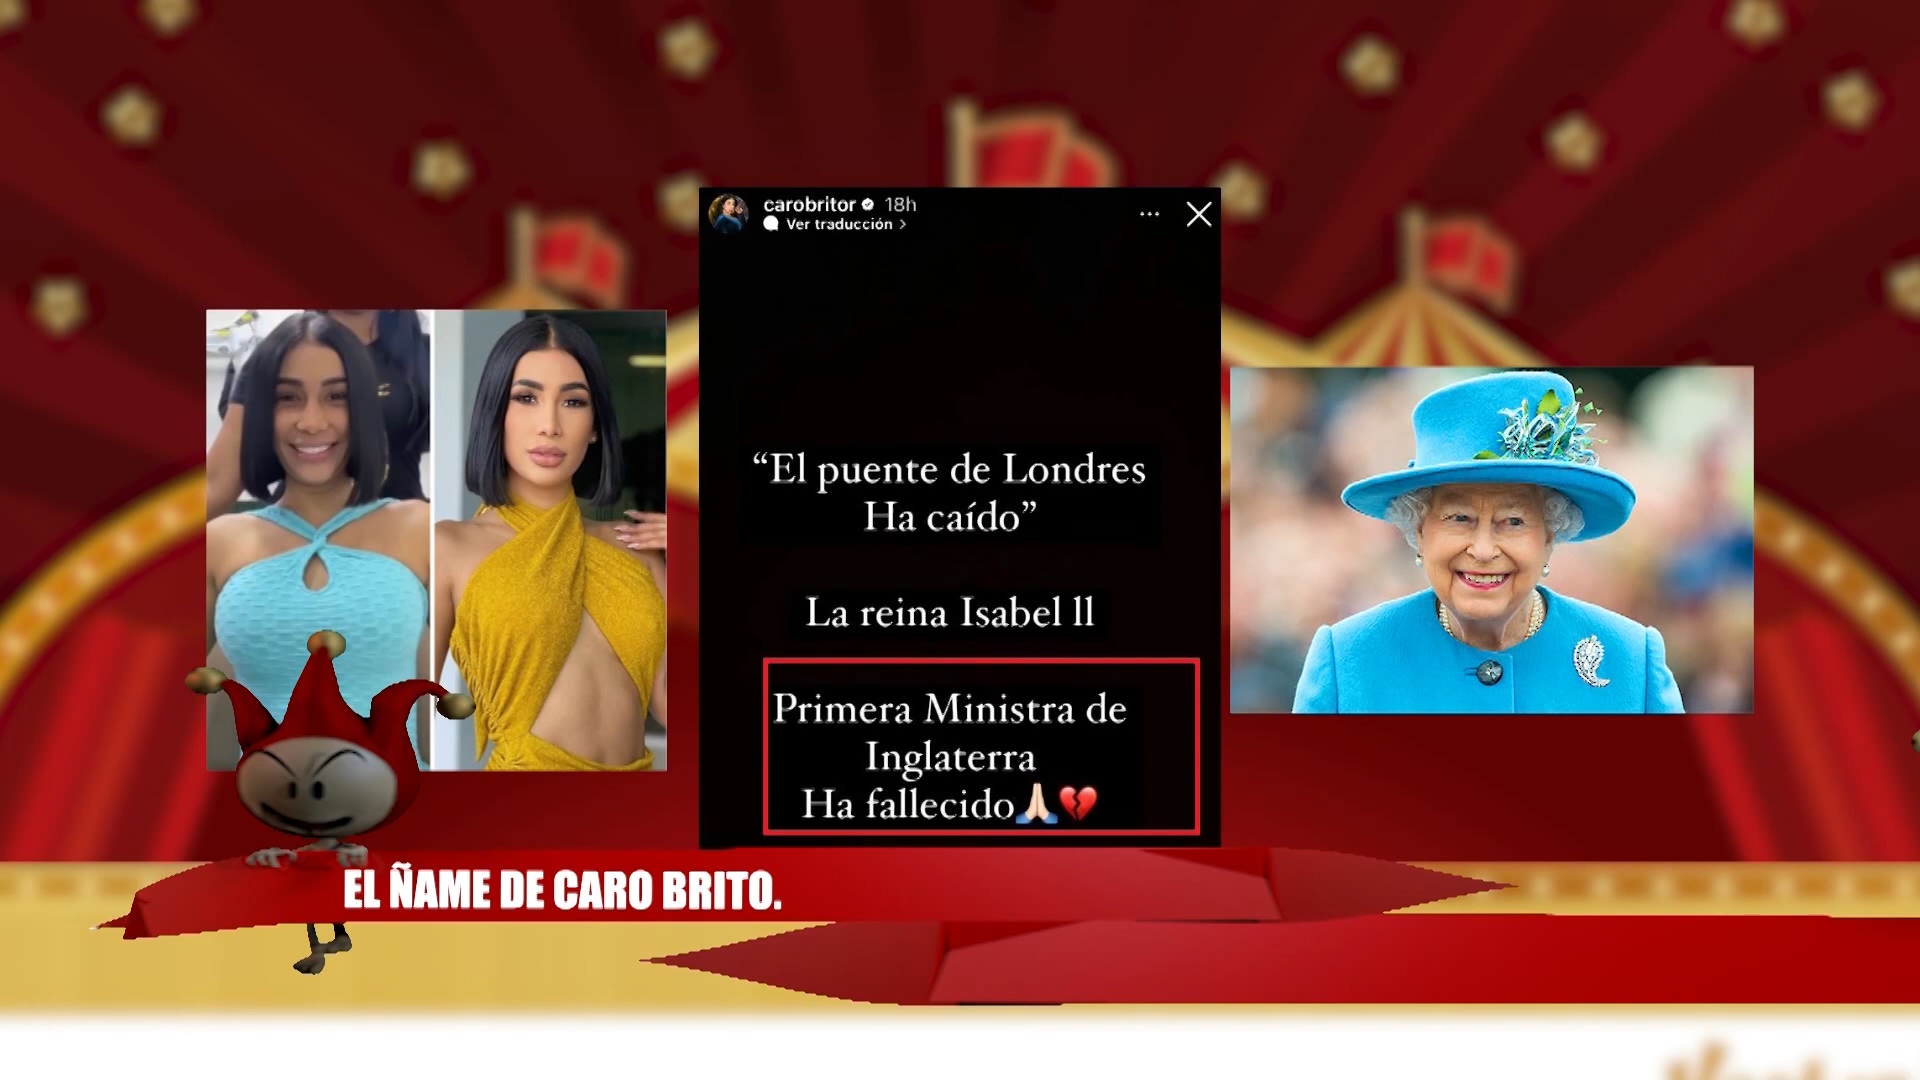 carobritor 18h
Ver traducción >
“El puente de Londres
Ha caído”
La reina Isabel ll
Primera Ministra de
Inglaterra
Ha fallecido🙏🏻💔
EL ÑAME DE CARO BRITO.